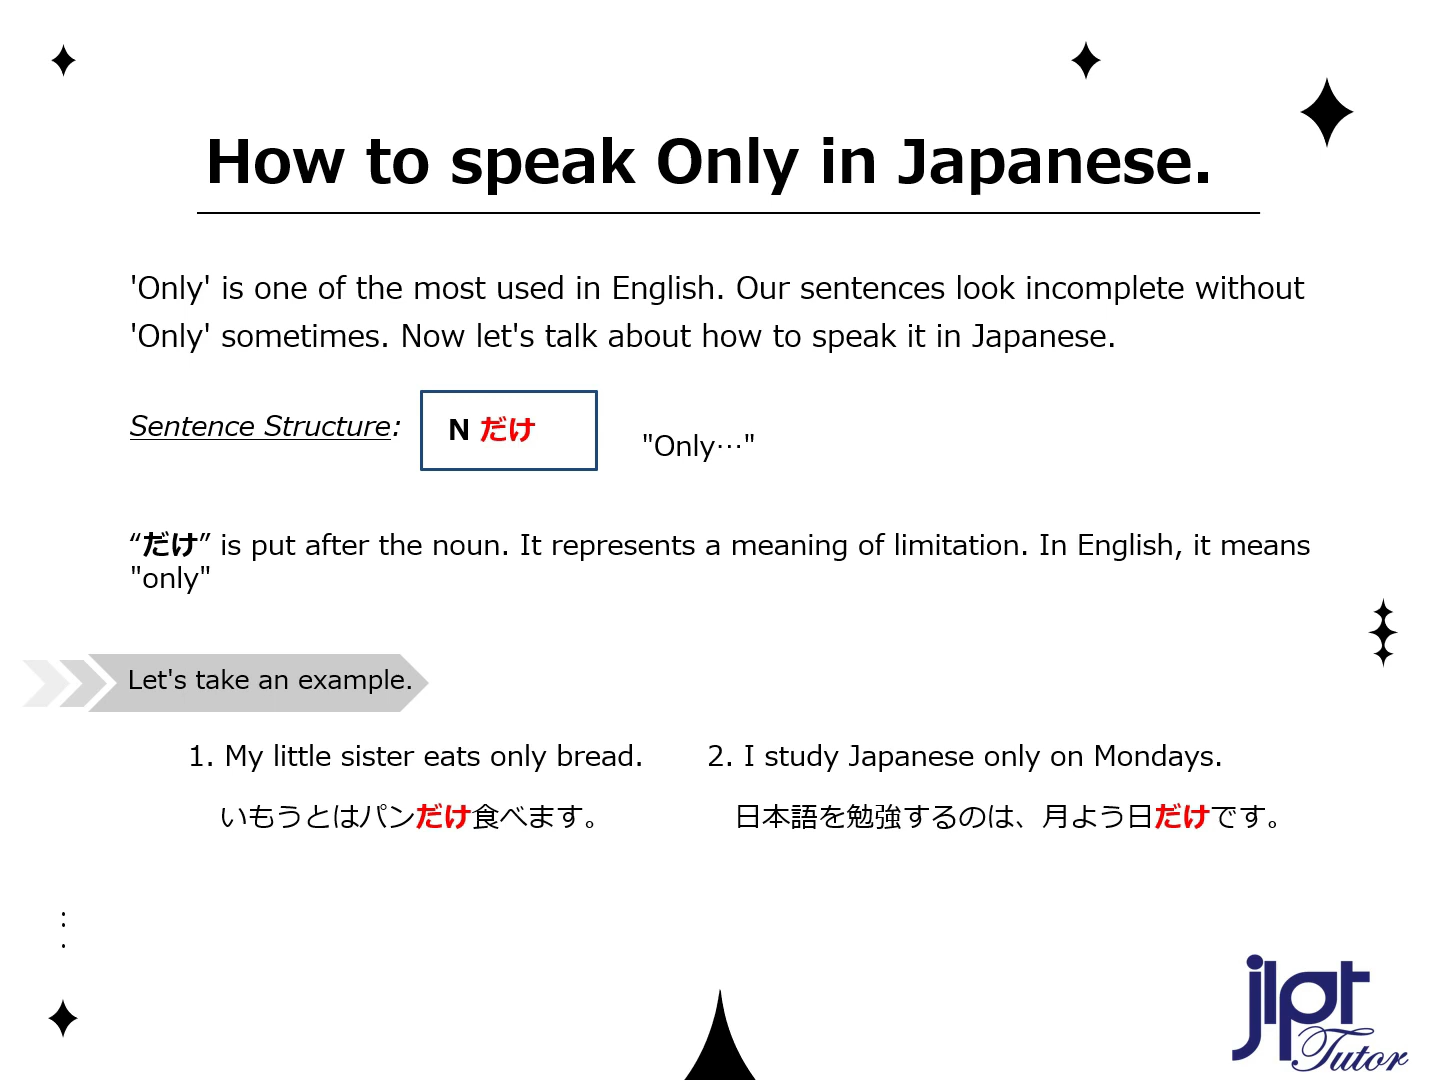 How to speak Only in Japanese.
'Only' is one of the most used in English. Our sentences look incomplete without
'Only' sometimes. Now let's talk about how to speak it in Japanese.
Sentence Structure:
N だけ
"Only…"
“だけ” is put after the noun. It represents a meaning of limitation. In English, it means
"only"
Let's take an example.
1. My little sister eats only bread.
いもうとはパンだけ食べます。
2. I study Japanese only on Mondays.
日本語を勉強するのは、月よう日だけです。
jlpt
Tutor